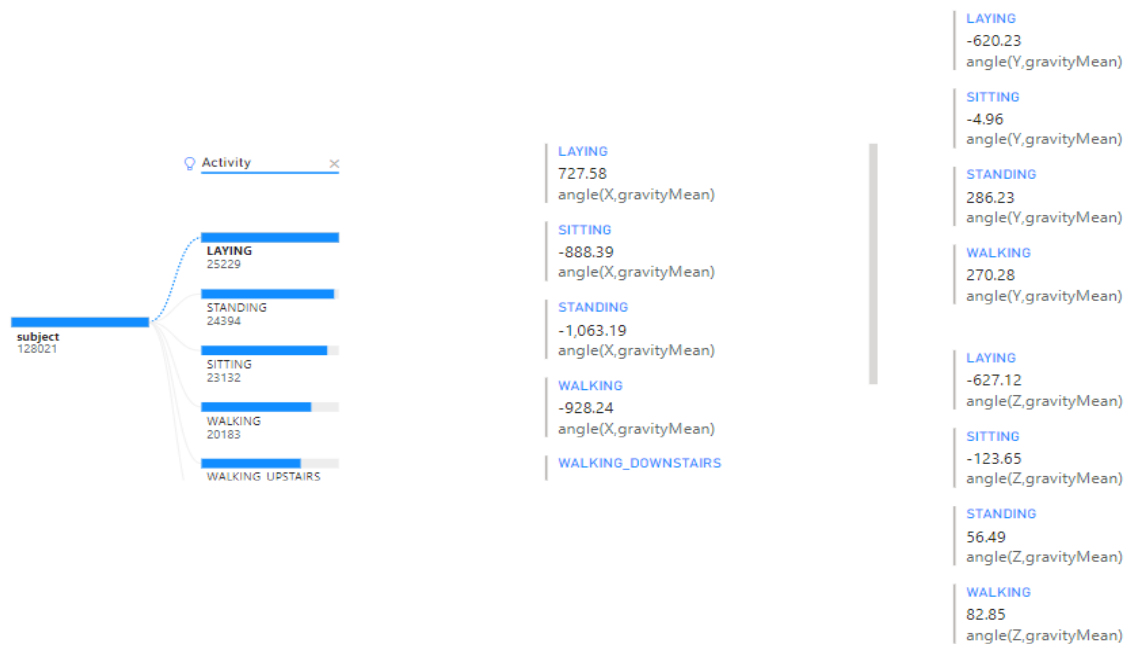 Activity
subject
128021
LAYING
25229
STANDING
24394
SITTING
23132
WALKING
20183
WALKING UPSTAIRS
LAYING
727.58
angle(X,gravityMean)
SITTING
-888.39
angle(X,gravityMean)
STANDING
-1,063.19
angle(X,gravityMean)
WALKING
-928.24
angle(X,gravityMean)
WALKING_DOWNSTAIRS
LAYING
-620.23
angle(Y,gravityMean)
SITTING
-4.96
angle(Y,gravityMean)
STANDING
286.23
angle(Y,gravityMean)
WALKING
270.28
angle(Y,gravityMean)
LAYING
-627.12
angle(Z,gravityMean)
SITTING
-123.65
angle(Z,gravityMean)
STANDING
56.49
angle(Z,gravityMean)
WALKING
82.85
angle(Z,gravityMean)